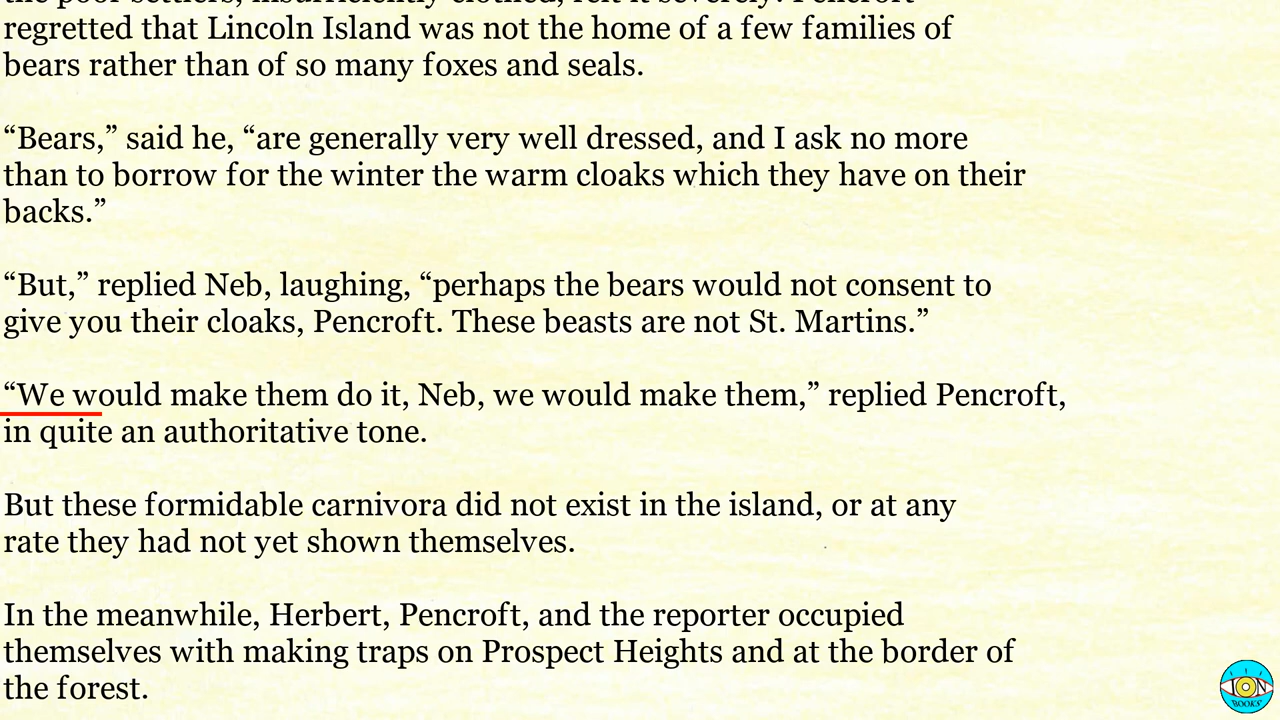 regretted that Lincoln Island was not the home of a few families of
bears rather than of so many foxes and seals.
“Bears,” said he, “are generally very well dressed, and I ask no more
than to borrow for the winter the warm cloaks which they have on their
backs.”
“But,” replied Neb, laughing, “perhaps the bears would not consent to
give you their cloaks, Pencroft. These beasts are not St. Martins.”
“We would make them do it, Neb, we would make them,” replied Pencroft,
in quite an authoritative tone.
But these formidable carnivora did not exist in the island, or at any
rate they had not yet shown themselves.
In the meanwhile, Herbert, Pencroft, and the reporter occupied
themselves with making traps on Prospect Heights and at the border of
the forest.
ION
BOOKS